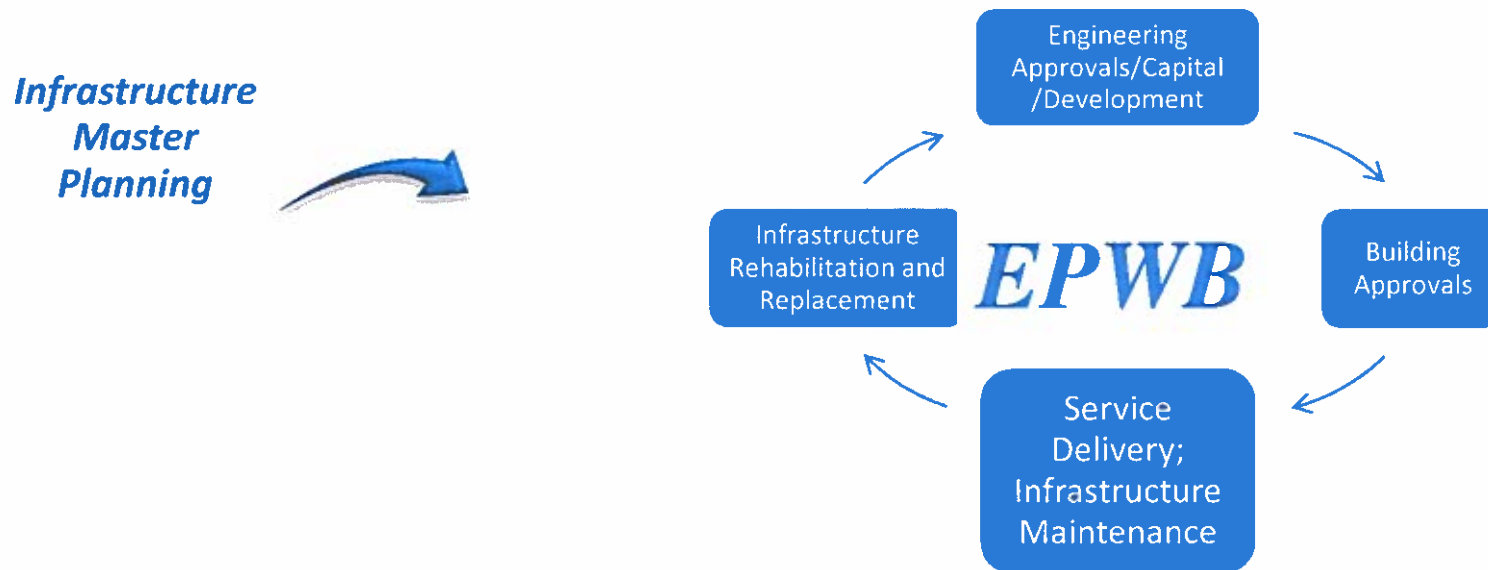 Infrastructure
Master
Planning
Engineering
Approvals/Capital
/Development
Infrastructure
Rehabilitation and
Replacement
EPWB
Building
Approvals
Service
Delivery;
Infrastructure
Maintenance